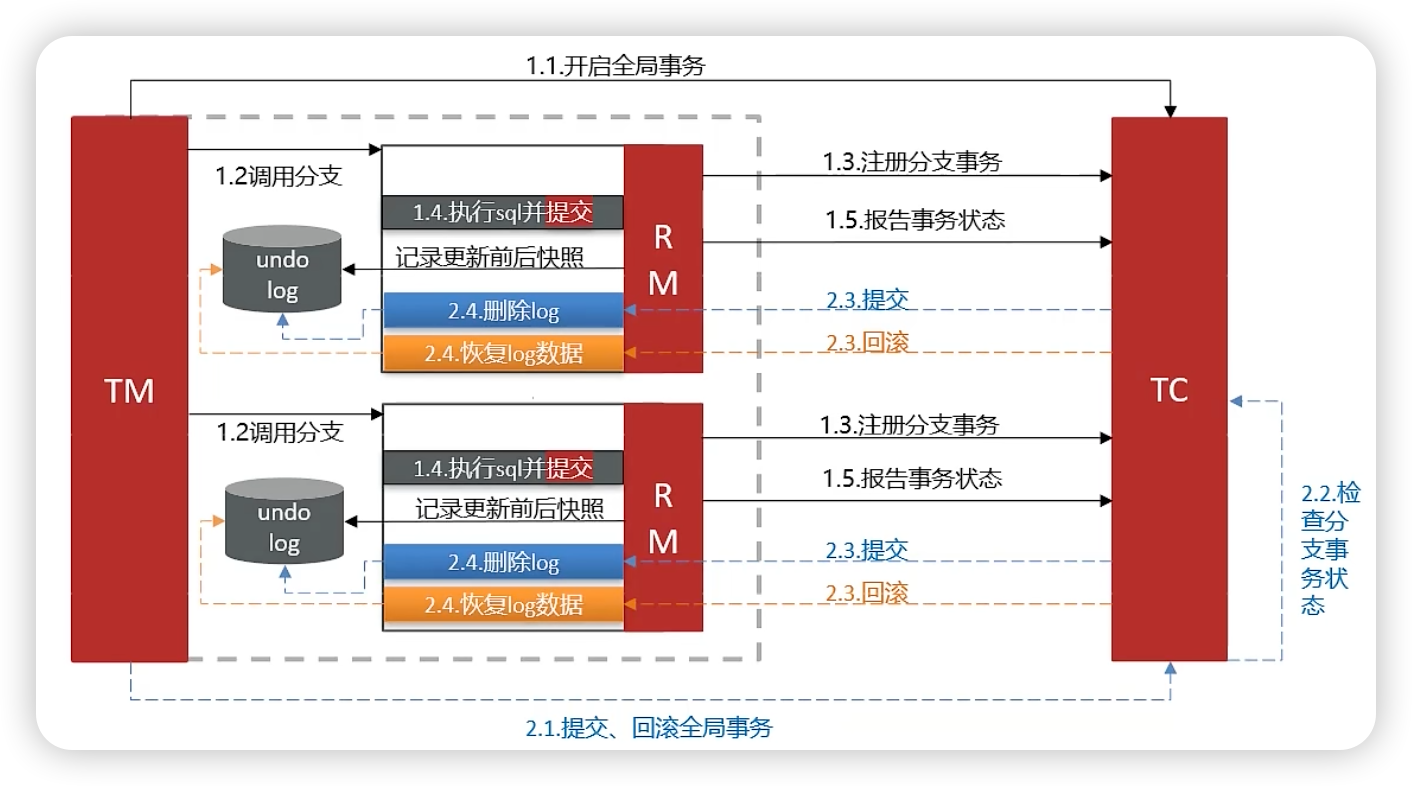 1.1.开启全局事务
TM
1.2调用分支
1.4.执行sql并提交
记录更新前后快照
undo
log
2.4.删除log
2.4.恢复log数据
R
M
1.3.注册分支事务
1.5.报告事务状态
2.3.提交
2.3.回滚
TC
1.2调用分支
1.4.执行sql并提交
记录更新前后快照
undo
log
2.4.删除log
2.4.恢复log数据
R
M
1.3.注册分支事务
1.5.报告事务状态
2.3.提交
2.3.回滚
2.2.检
查分
支事
务状
态
2.1.提交、回滚全局事务